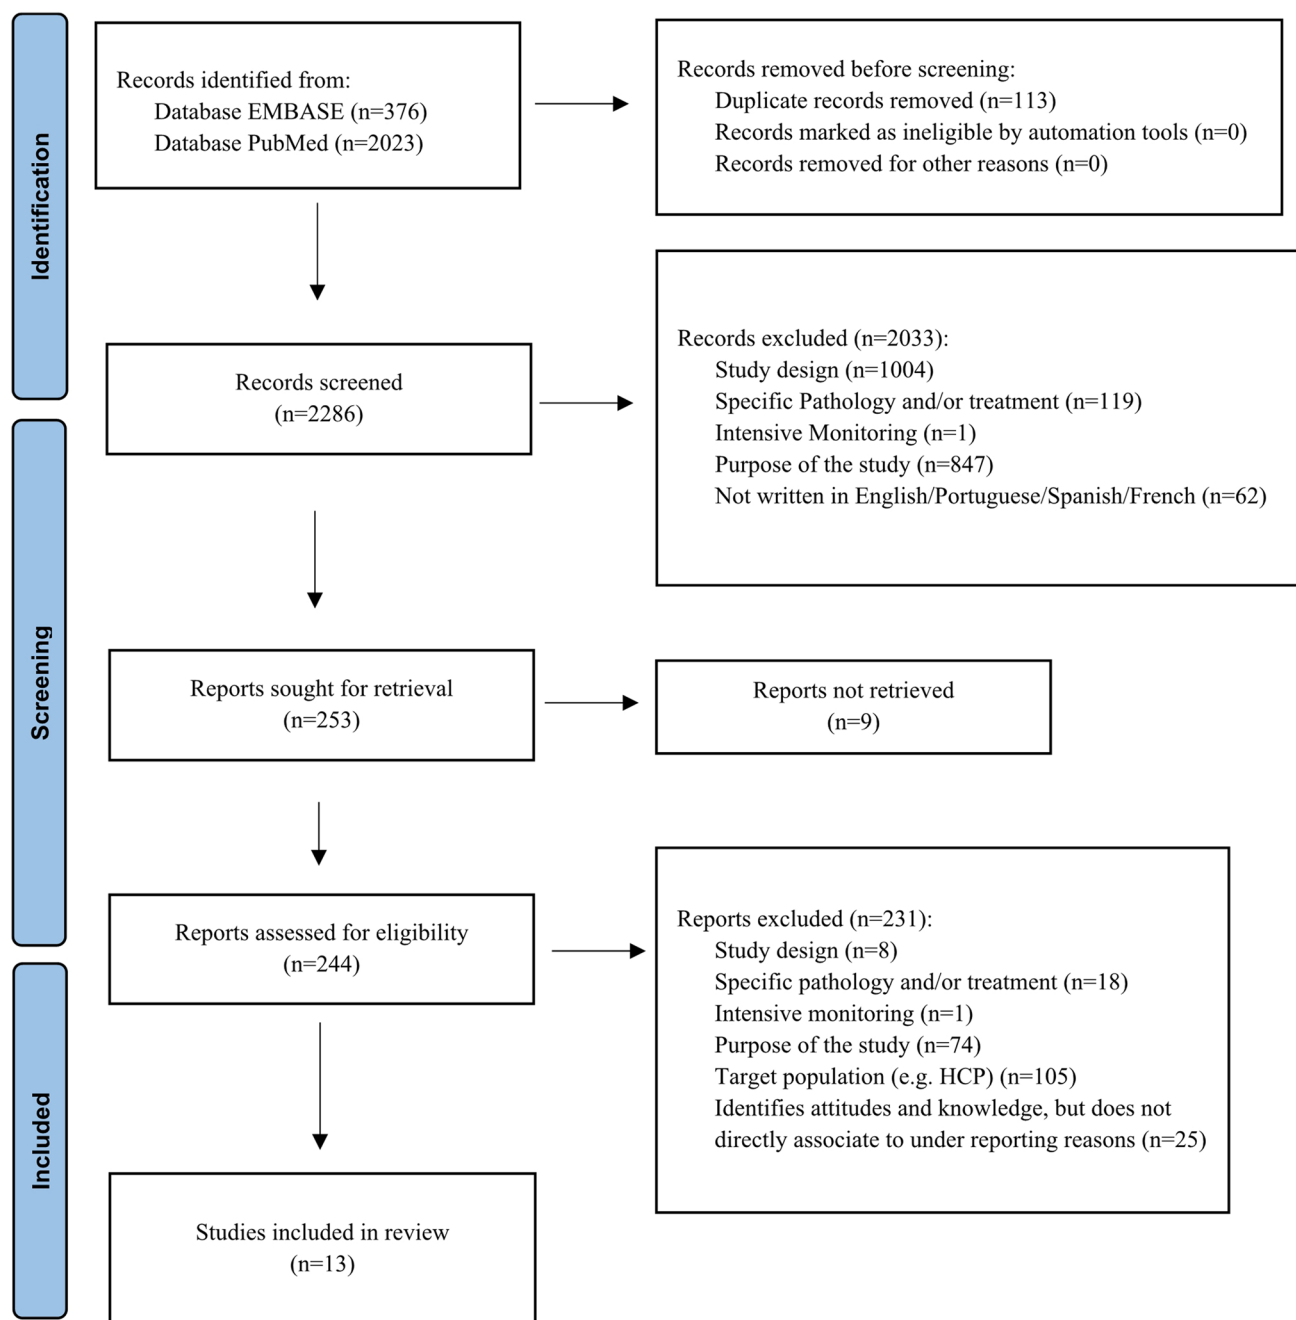 Identification
Records identified from:
Database EMBASE (n=376)
Database PubMed (n=2023)
Records removed before screening:
Duplicate records removed (n=113)
Records marked as ineligible by automation tools (n=0)
Records removed for other reasons (n=0)
Records screened
(n=2286)
Records excluded (n=2033):
Study design (n=1004)
Specific Pathology and/or treatment (n=119)
Intensive Monitoring (n=1)
Purpose of the study (n=847)
Not written in English/Portuguese/Spanish/French (n=62)
Screening
Reports sought for retrieval
(n=253)
Reports not retrieved
(n=9)
Reports assessed for eligibility
(n=244)
Reports excluded (n=231):
Study design (n=8)
Specific pathology and/or treatment (n=18)
Intensive monitoring (n=1)
Purpose of the study (n=74)
Target population (e.g. HCP) (n=105)
Identifies attitudes and knowledge, but does not
directly associate to under reporting reasons (n=25)
Included
Studies included in review
(n=13)